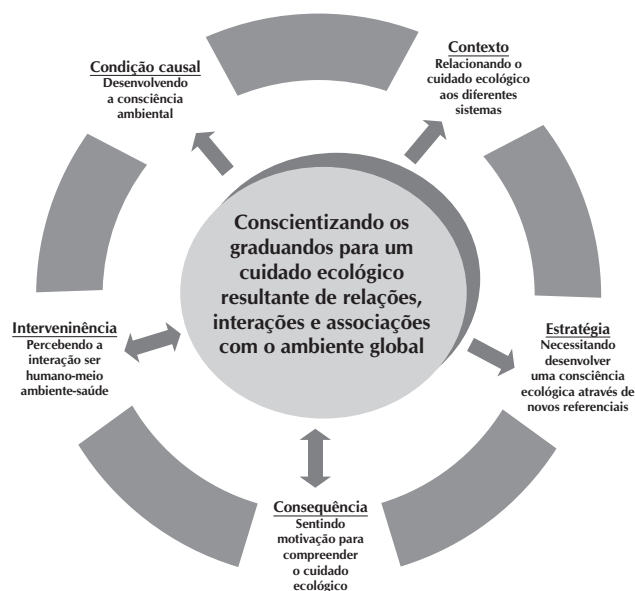 Condição causal
Desenvolvendo
a consciência
ambiental
Contexto
Relacionando o
cuidado ecológico
aos diferentes
sistemas
Conscientizando os
graduandos para um
cuidado ecológico
resultante de relações,
interações e associações
com o ambiente global
Interveninência
Percebendo a
interação ser
humano-meio
ambiente-saúde
Estratégia
Necessitando
desenvolver
uma consciência
ecológica através de
novos referenciais
Consequência
Sentindo
motivação para
compreender
o cuidado
ecológico